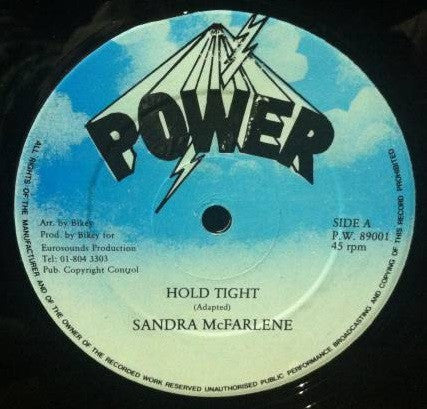 POWER
Arr. by Bikey
Prod. by Bikey for
Eurosounds Production
Tel: 01-804 3303
Pub. Copyright Control
SIDE A
P.W. 89001
45 rpm
HOLD TIGHT
(Adapted)
SANDRA McFARLENE
ALL RIGHTS OF THE MANUFACTURER AND OF THE OWNER OF THE RECORDED WORK RESERVED UNAUTHORISED PUBLIC PERFORMANCE BROADCASTING AND COPYING OF THIS RECORD PROHIBITED